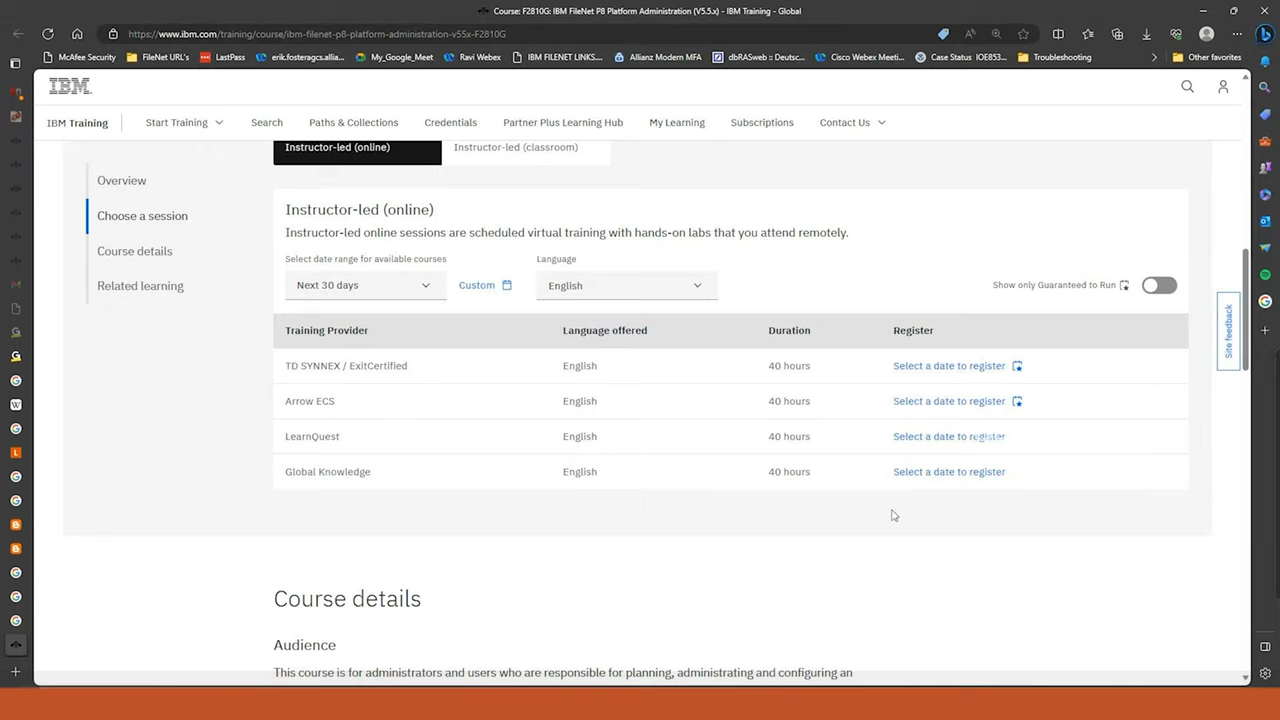 Course: F2810G: IBM FileNet P8 Platform Administration (V5.5.x) - IBM Training - Global
https://www.ibm.com/training/course/ibm-filenet-p8-platform-administration-v55x-F2810G
McAfee Security
FileNet URL's
LastPass
erik.fosteragcs.allia...
My_Google_Meet
Ravi Webex
IBM FILENET LINKS....
Allianz Modern MFA
dbRASweb :: Deutsc...
Cisco Webex Meeti...
Case Status IOE853...
Troubleshooting
Other favorites
IBM
IBM Training
Start Training
Search
Paths & Collections
Credentials
Partner Plus Learning Hub
My Learning
Subscriptions
Contact Us
Instructor-led (online)
Instructor-led (classroom)
Overview
Choose a session
Course details
Related learning
Instructor-led (online)
Instructor-led online sessions are scheduled virtual training with hands-on labs that you attend remotely.
Select date range for available courses
Language
Next 30 days
Custom
English
Show only Guaranteed to Run
Training Provider Language offered Duration Register
TD SYNNEX / ExitCertified English 40 hours Select a date to register
Arrow ECS English 40 hours Select a date to register
LearnQuest English 40 hours Select a date to register
Global Knowledge English 40 hours Select a date to register
Site feedback
Course details
Audience
This course is for administrators and users who are responsible for planning, administrating and configuring an